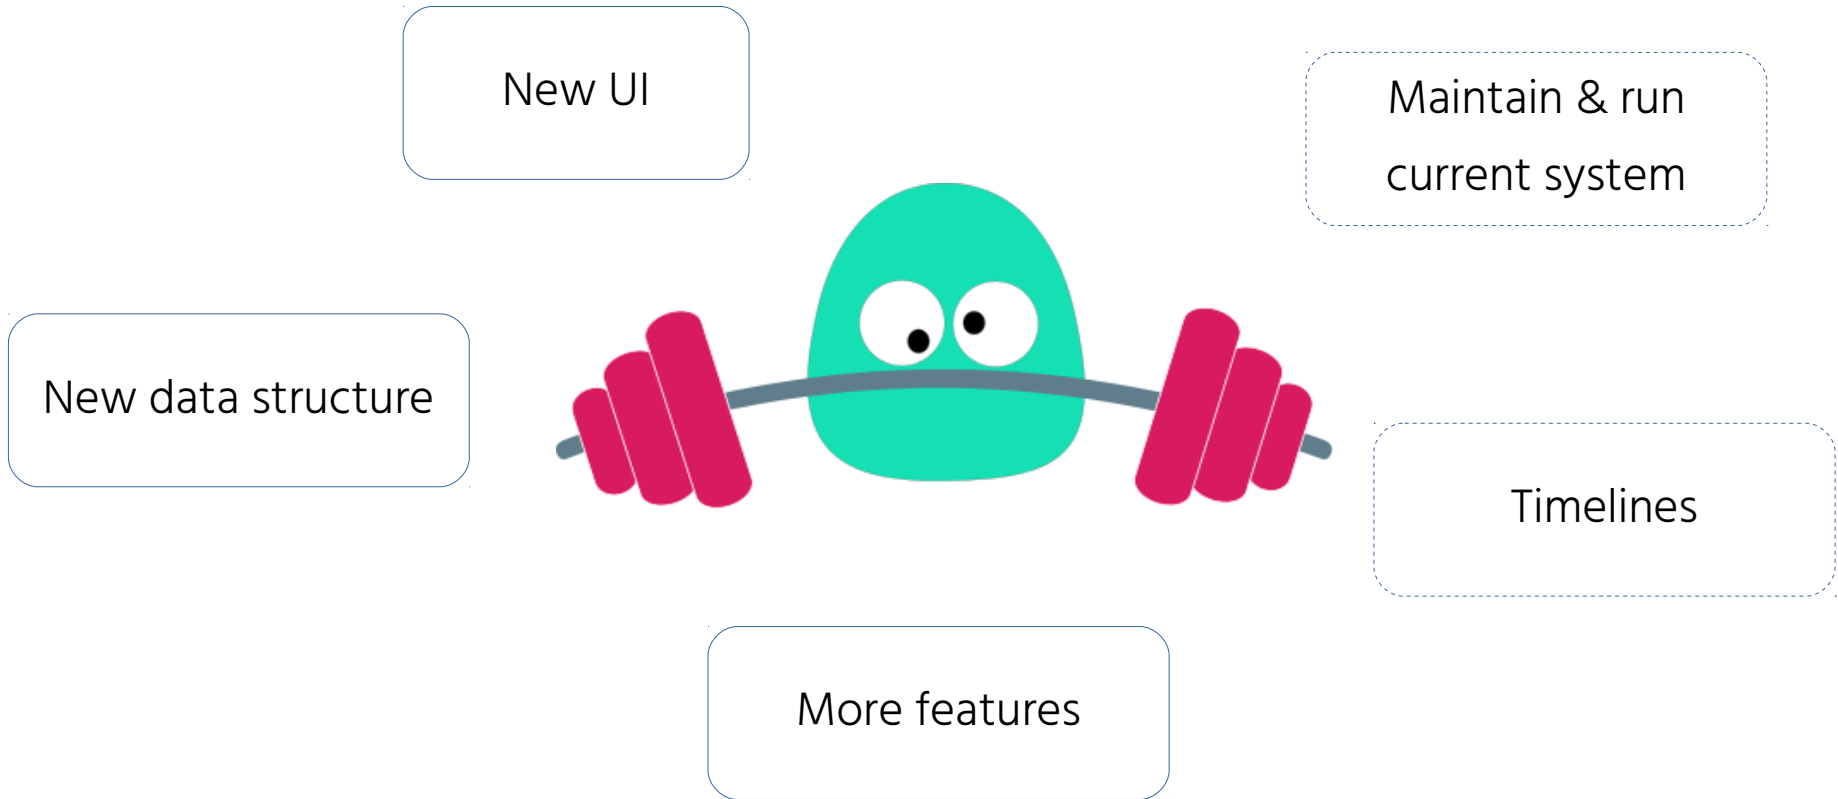 New UI
Maintain & run
current system
New data structure
Timelines
More features